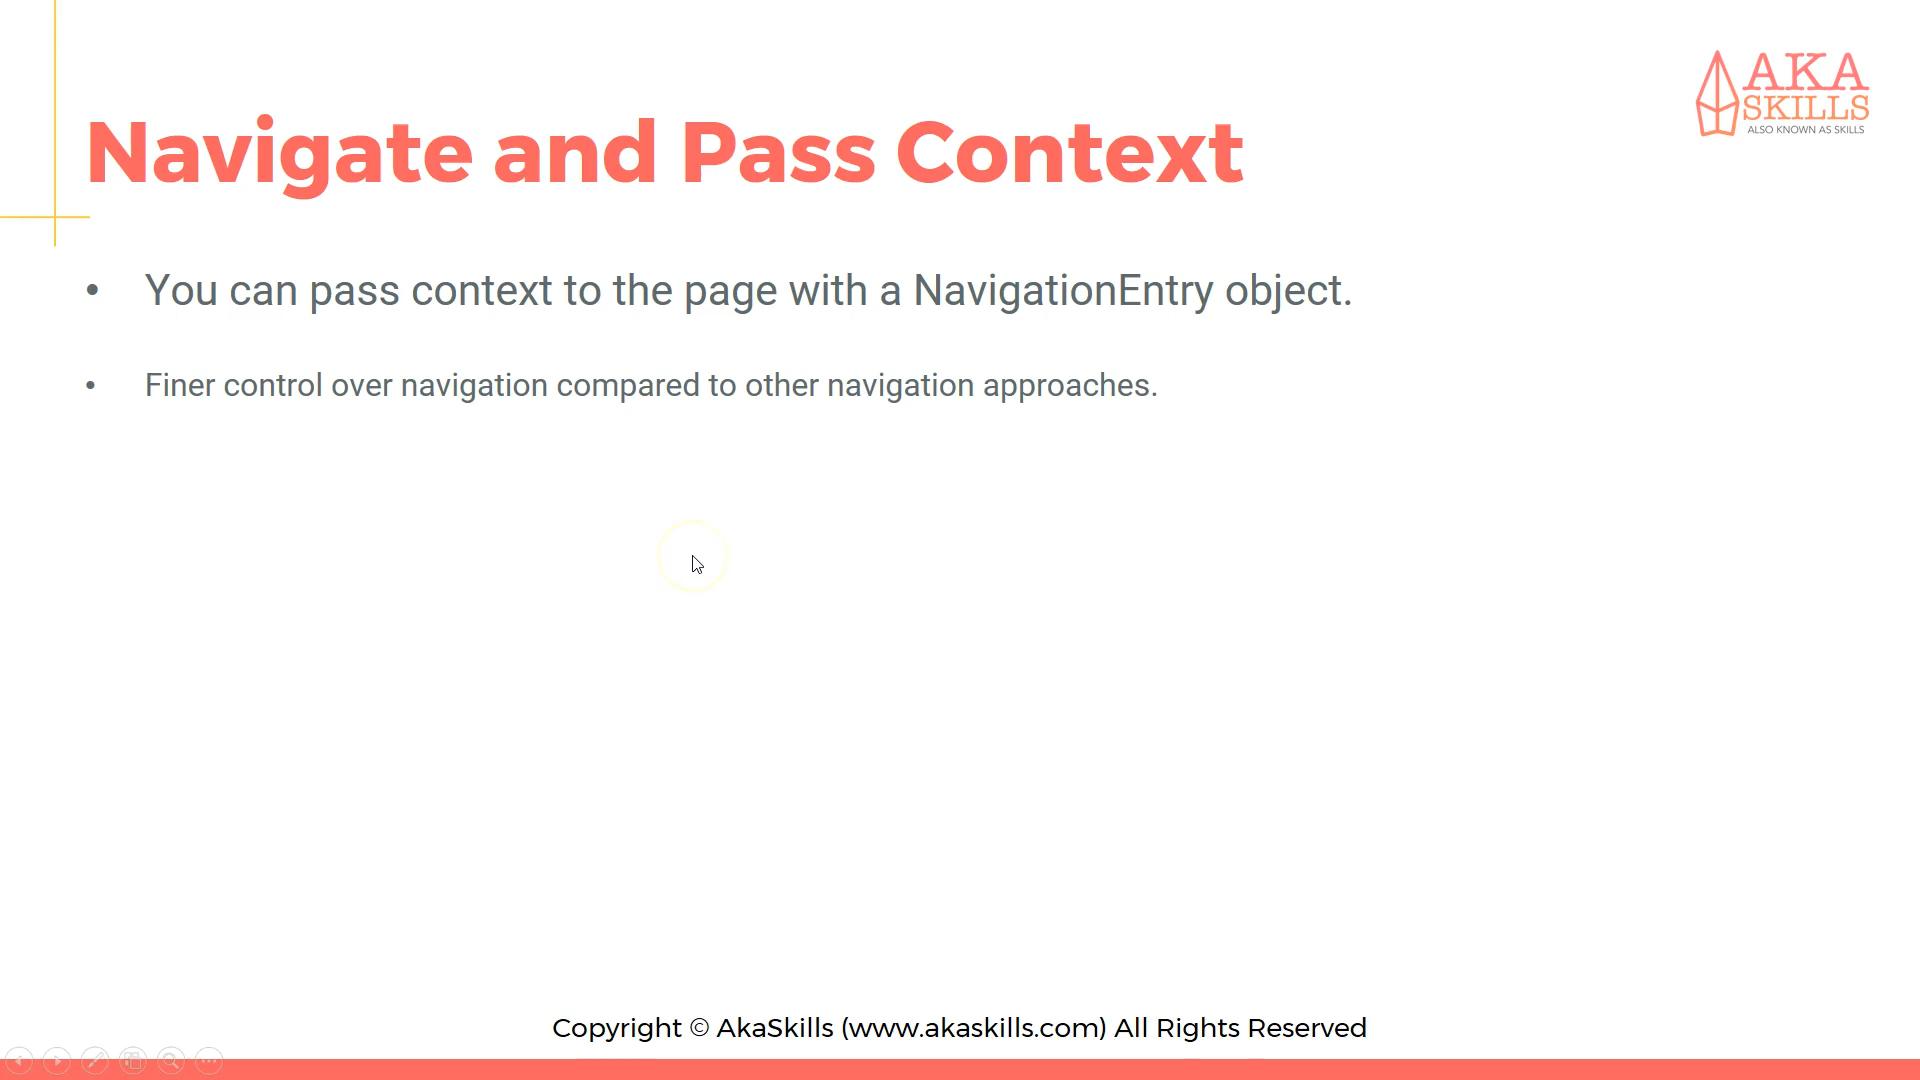 AKA
SKILLS
ALSO KNOWN AS SKILLS
Navigate and Pass Context
• You can pass context to the page with a NavigationEntry object.
• Finer control over navigation compared to other navigation approaches.
Copyright © AkaSkills (www.akaskills.com) All Rights Reserved